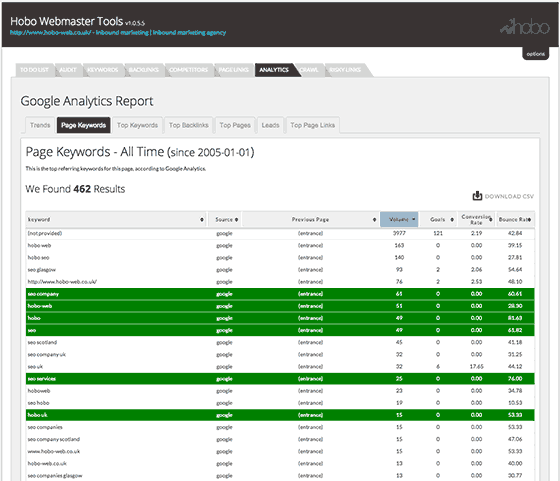 Hobo Webmaster Tools v1.0.5.5
http://www.hobo-web.co.uk/ - Inbound marketing | Inbound marketing agency
hobo
options
TO DO LIST AUDIT KEYWORDS BACKLINKS COMPETITORS PAGE LINKS ANALYTICS CRAWL RISKY LINKS
Google Analytics Report
Trends Page Keywords Top Keywords Top Backlinks Top Pages Leads Top Page Links
Page Keywords - All Time (since 2005-01-01)
This is the top referring keywords for this page, according to Google Analytics.
We Found 462 Results
DOWNLOAD CSV
keyword Source Previous Page Volume Goals Conversion Rate Bounce Rate
(not provided) google (entrance) 3977 121 2.19 42.84
hobo web google (entrance) 163 0 0.00 39.15
hobo seo google (entrance) 140 0 0.00 27.81
seo glasgow google (entrance) 93 2 2.06 54.64
http://www.hobo-web.co.uk/ google (entrance) 76 2 2.53 48.10
seo company google (entrance) 61 0 0.00 60.61
hobo-web google (entrance) 51 0 0.00 28.30
hobo google (entrance) 49 0 0.00 81.63
seo google (entrance) 49 0 0.00 61.82
seo scotland google (entrance) 45 0 0.00 41.18
seo company uk google (entrance) 32 0 0.00 31.25
seo uk google (entrance) 32 6 17.65 44.12
seo services google (entrance) 25 0 0.00 76.00
hoboweb google (entrance) 23 0 0.00 34.78
seo hobo google (entrance) 19 0 0.00 10.53
hobo uk google (entrance) 15 0 0.00 53.33
seo companies google (entrance) 15 0 0.00 53.33
seo company scotland google (entrance) 15 0 0.00 47.06
www.hobo-web.co.uk google (entrance) 15 0 0.00 53.33
hobo-web.co.uk google (entrance) 13 0 0.00 40.00
seo companies glasgow google (entrance) 13 0 0.00 30.77